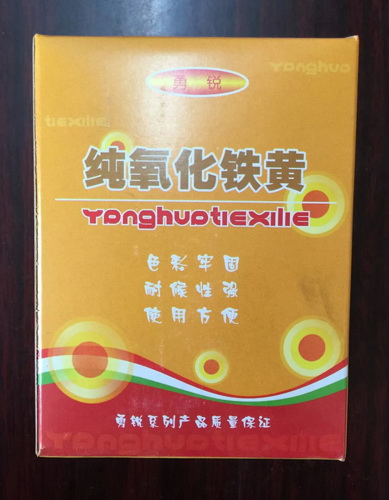 Yonghuo
勇 锐
tiexilie
纯氧化铁黄
Yonghuotiexilie
色彩牢固
耐候性强
使用方便
Yonghuo
勇锐系列产品质量保证
Yonghuotiexilie